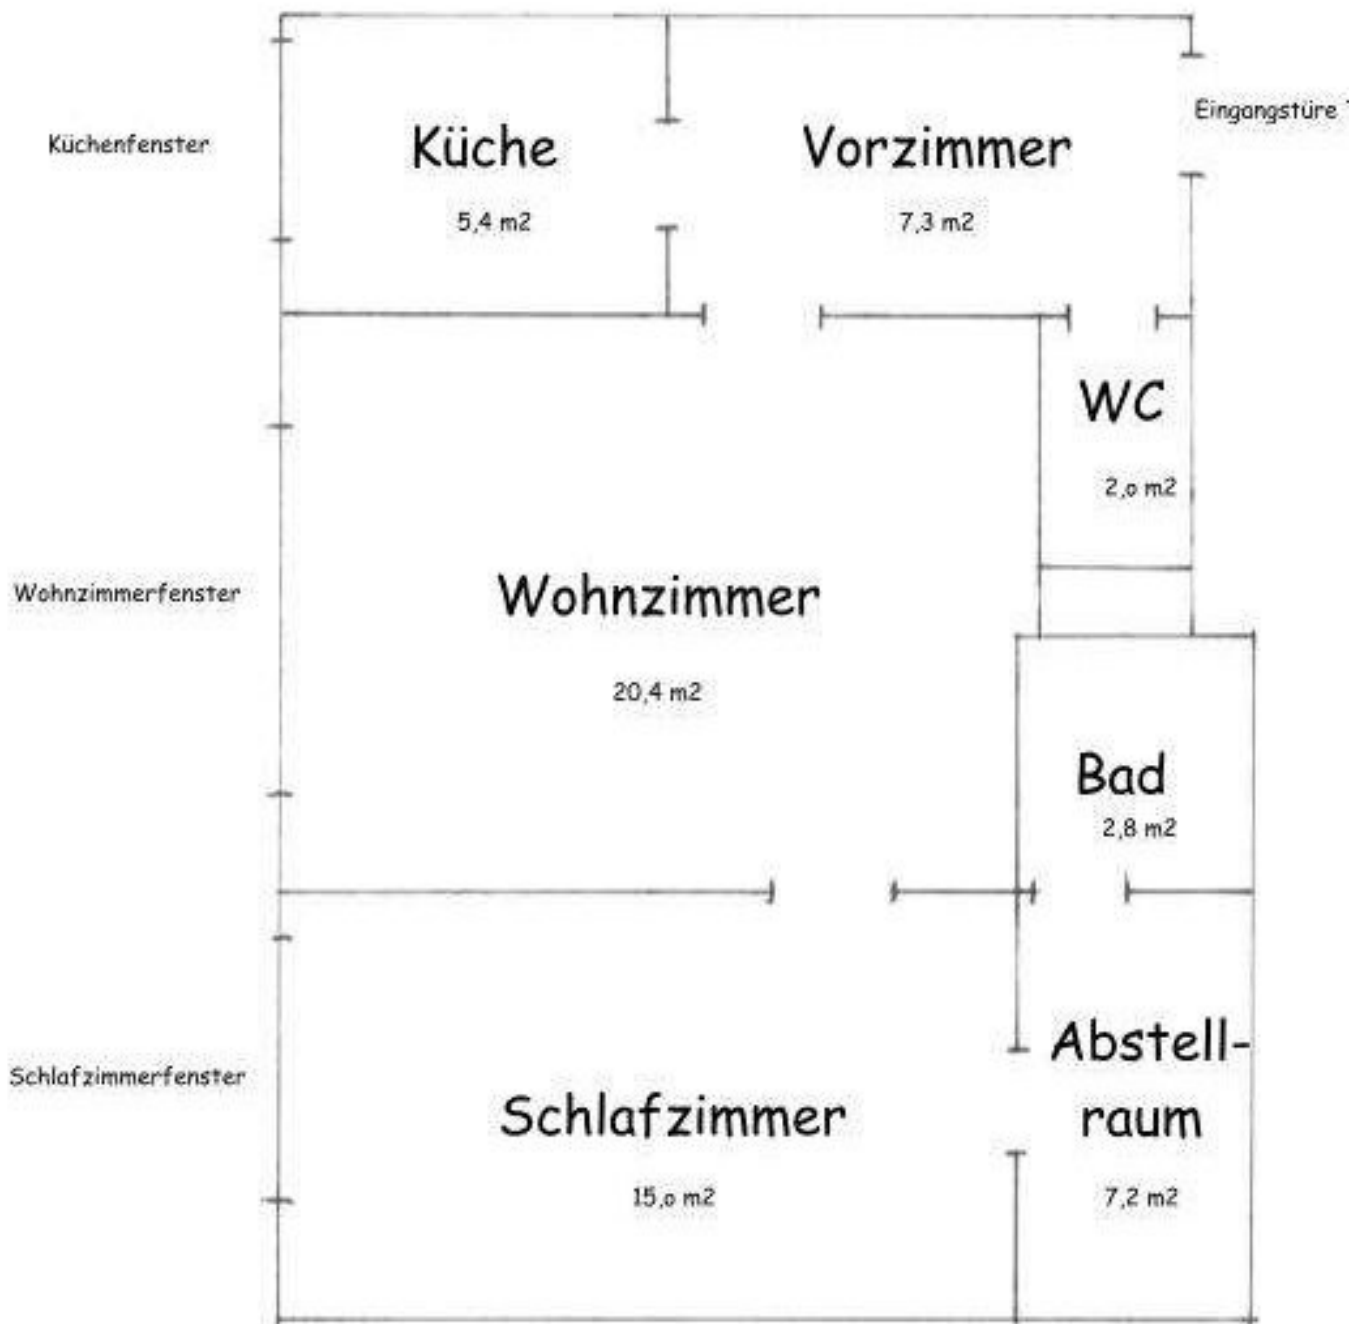 Eingangstüre
Küche
Vorzimmer
Küchenfenster
5,4 m2
7,3 m2
WC
2,o m2
Wohnzimmerfenster
Wohnzimmer
20,4 m2
Bad
2,8 m2
Abstell-
raum
Schlafzimmerfenster
Schlafzimmer
15,o m2
7,2 m2